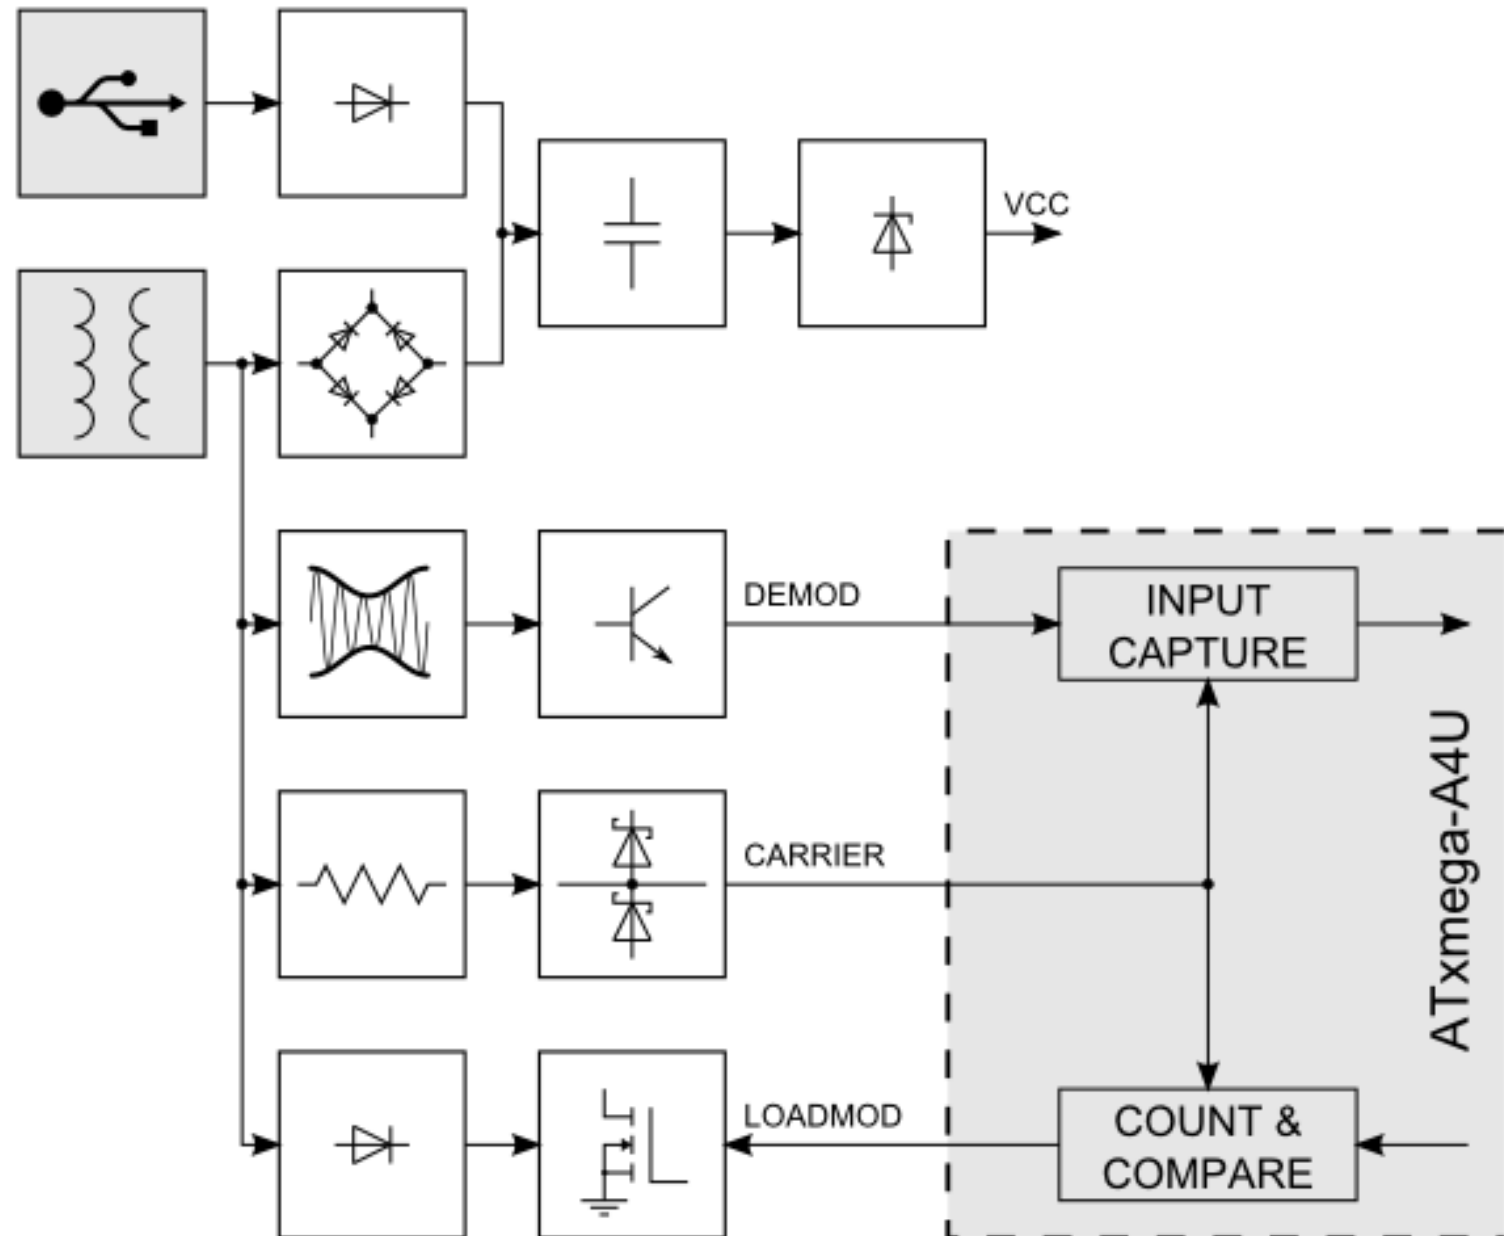 VCC
DEMOD
INPUT
CAPTURE
CARRIER
ATxmega-A4U
LOADMOD
COUNT &
COMPARE